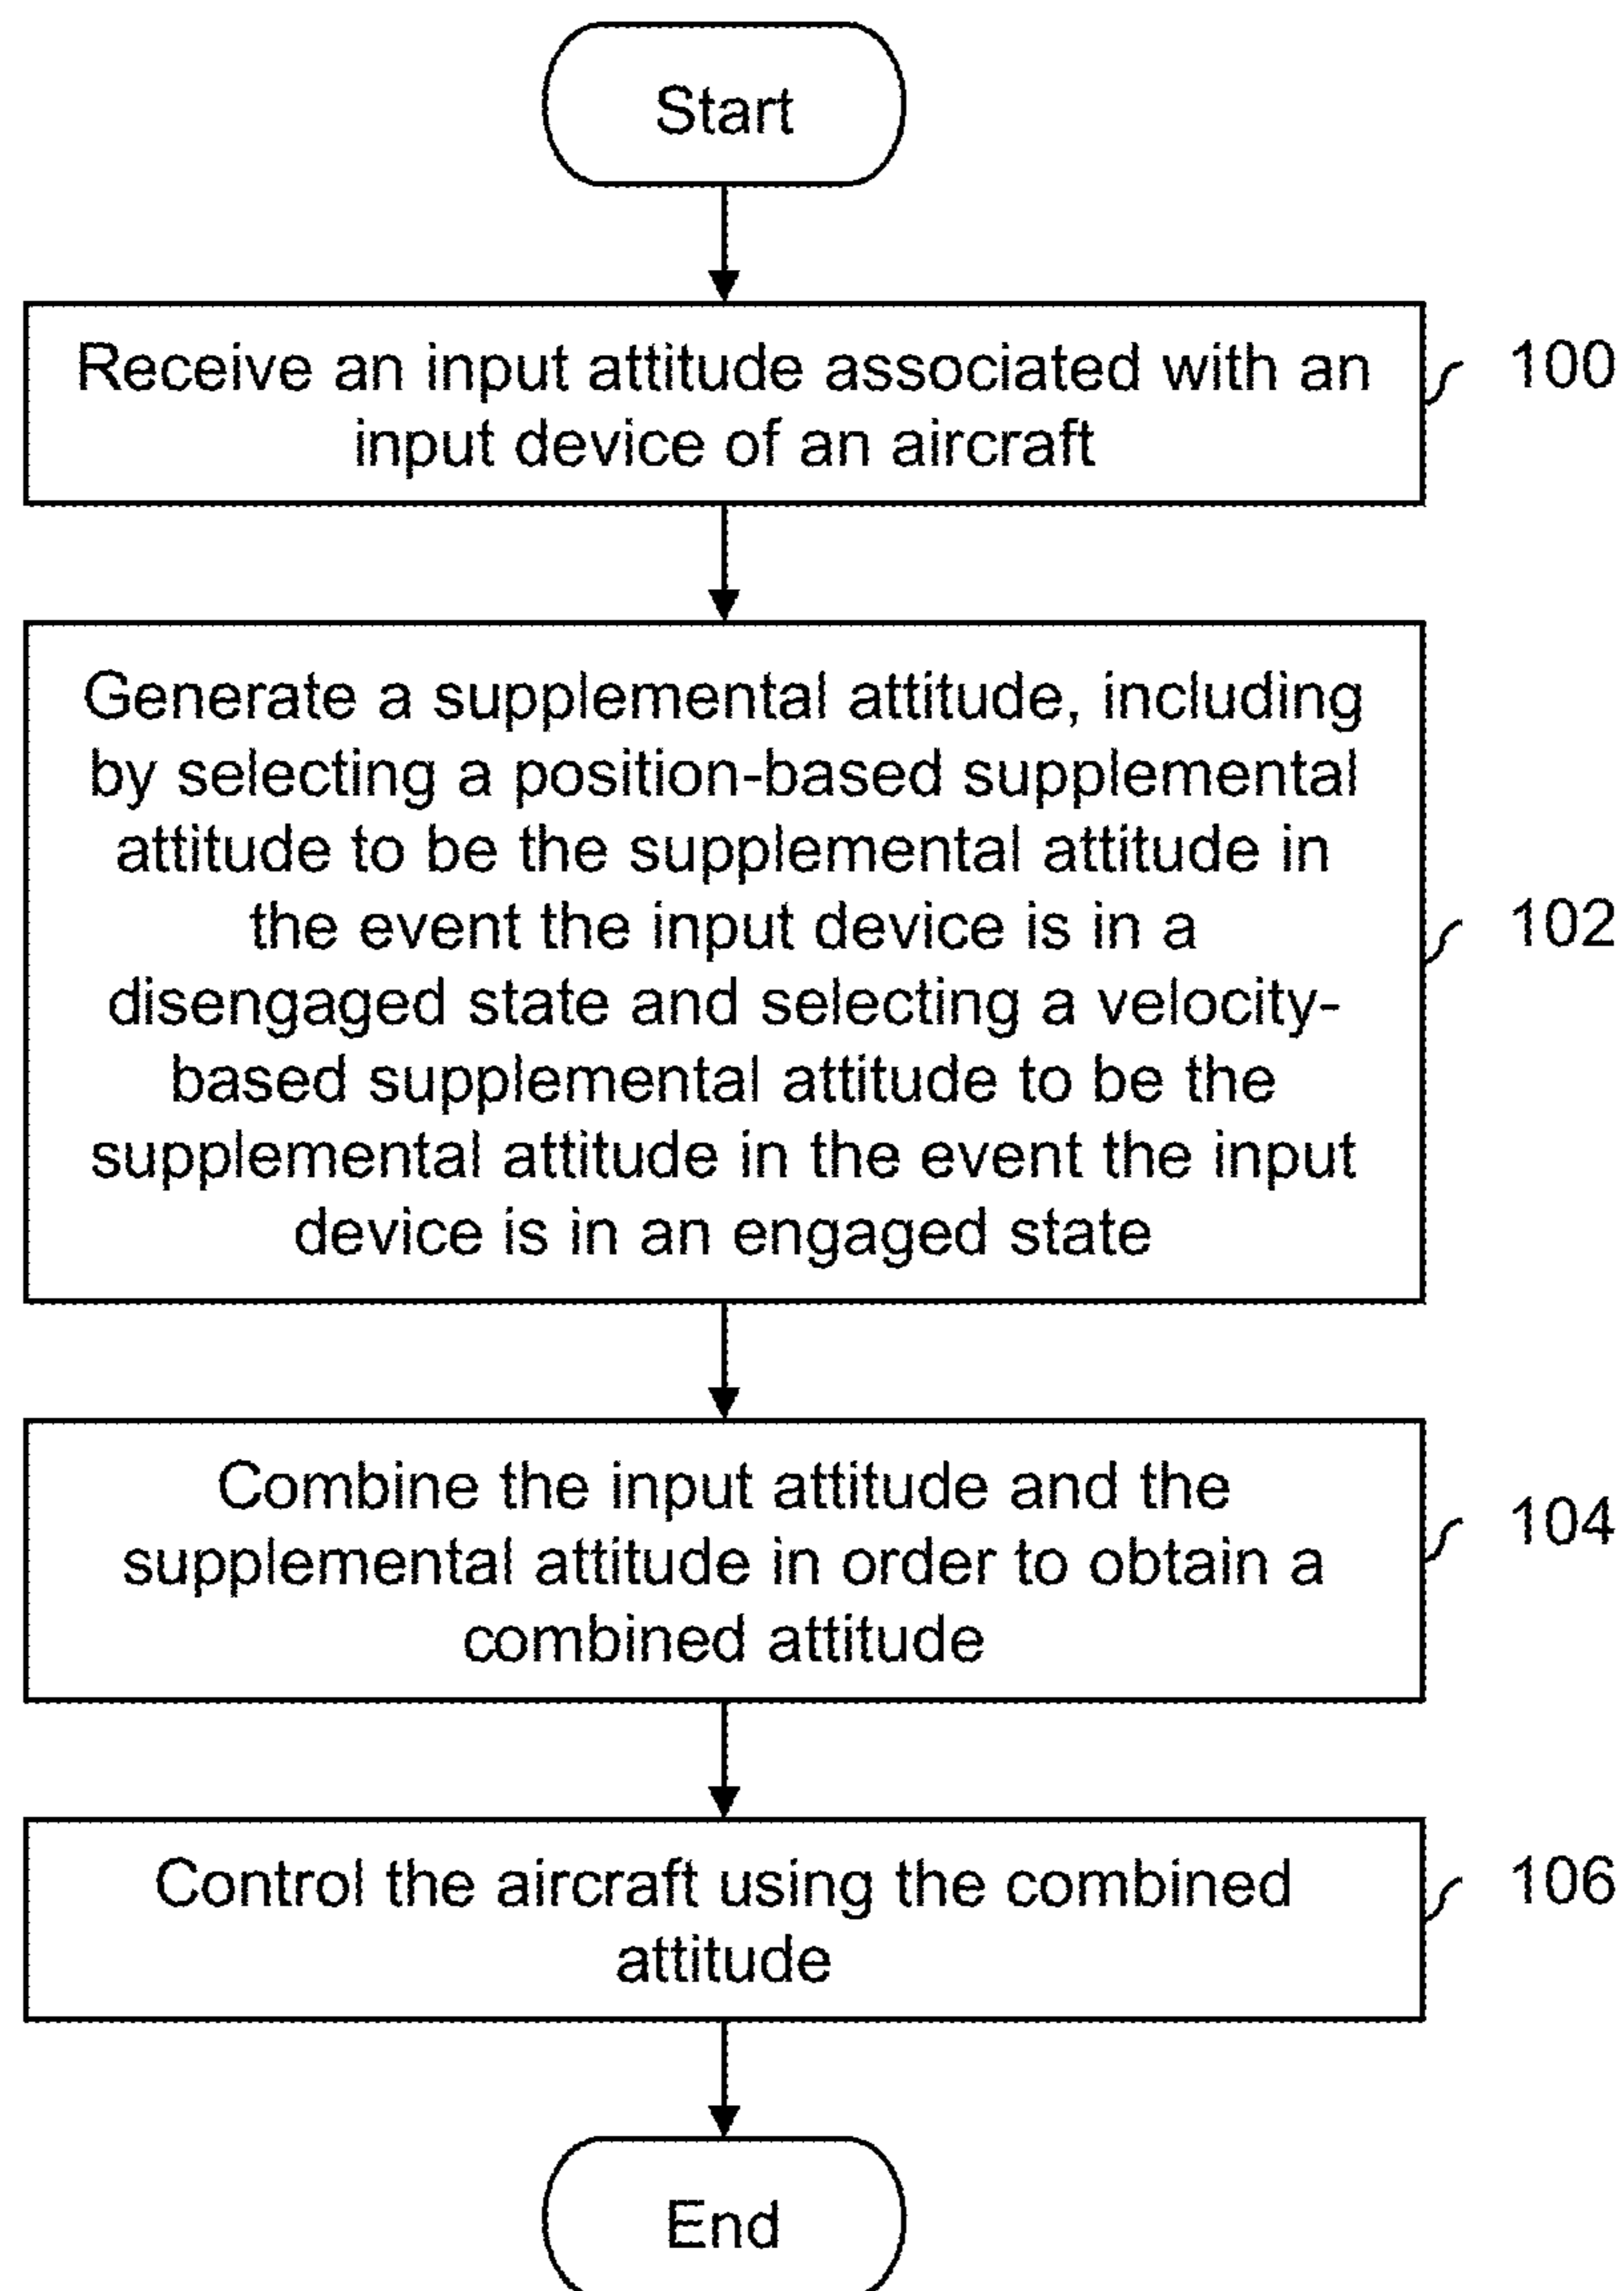 Start
Receive an input attitude associated with an
input device of an aircraft
100
Generate a supplemental attitude, including
by selecting a position-based supplemental
attitude to be the supplemental attitude in
the event the input device is in a
disengaged state and selecting a velocity-
based supplemental attitude to be the
supplemental attitude in the event the input
device is in an engaged state
102
Combine the input attitude and the
supplemental attitude in order to obtain a
combined attitude
104
Control the aircraft using the combined
attitude
106
End